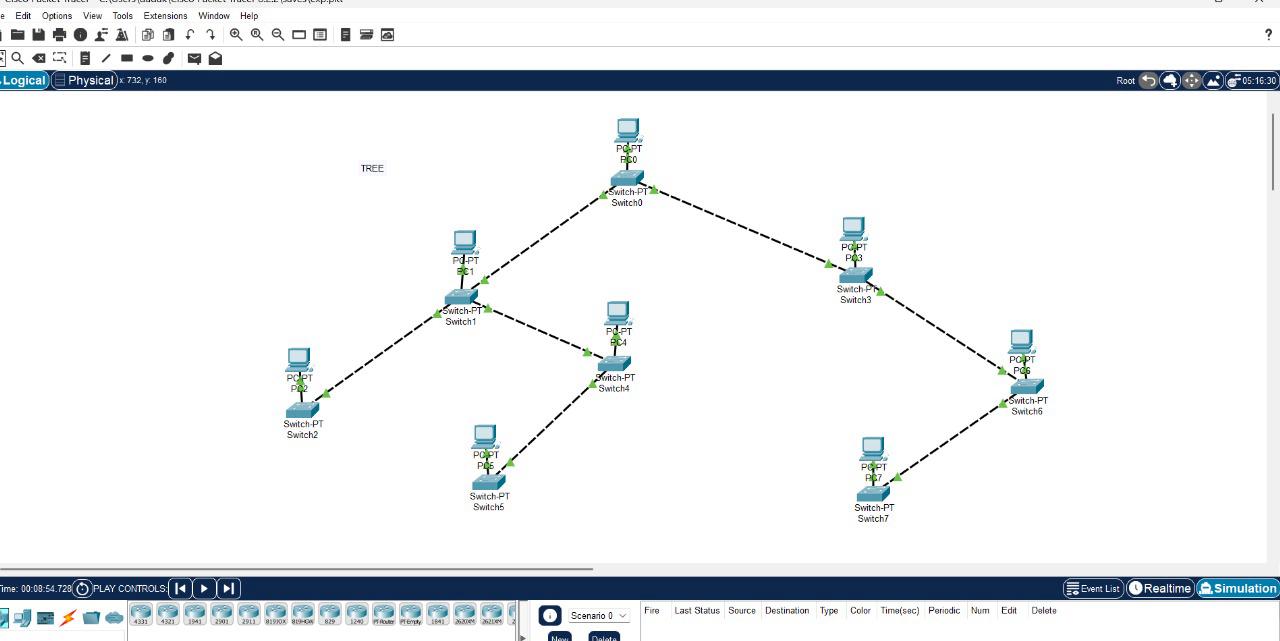 Edit Options View Tools Extensions Window Help
Logical Physical x: 732, y: 160 Root 05:16:30
TREE
PC-PT
PC0
Switch-PT
Switch0
PC-PT
PC1
Switch-PT
Switch1
PC-PT
PC3
Switch-PT
Switch3
PC-PT
PC4
Switch-PT
Switch4
PC-PT
PC2
Switch-PT
Switch2
PC-PT
PC6
Switch-PT
Switch6
PC-PT
PC5
Switch-PT
Switch5
PC-PT
PC7
Switch-PT
Switch7
Time: 00:08:54.728 PLAY CONTROLS: Event List Realtime Simulation
4331 4321 1941 2901 2911 819IOX 819HGW 829 1240 PT-Router PT-Empty 1841 2620XM 2621XM 2
Scenario 0
New Delete
Fire Last Status Source Destination Type Color Time(sec) Periodic Num Edit Delete